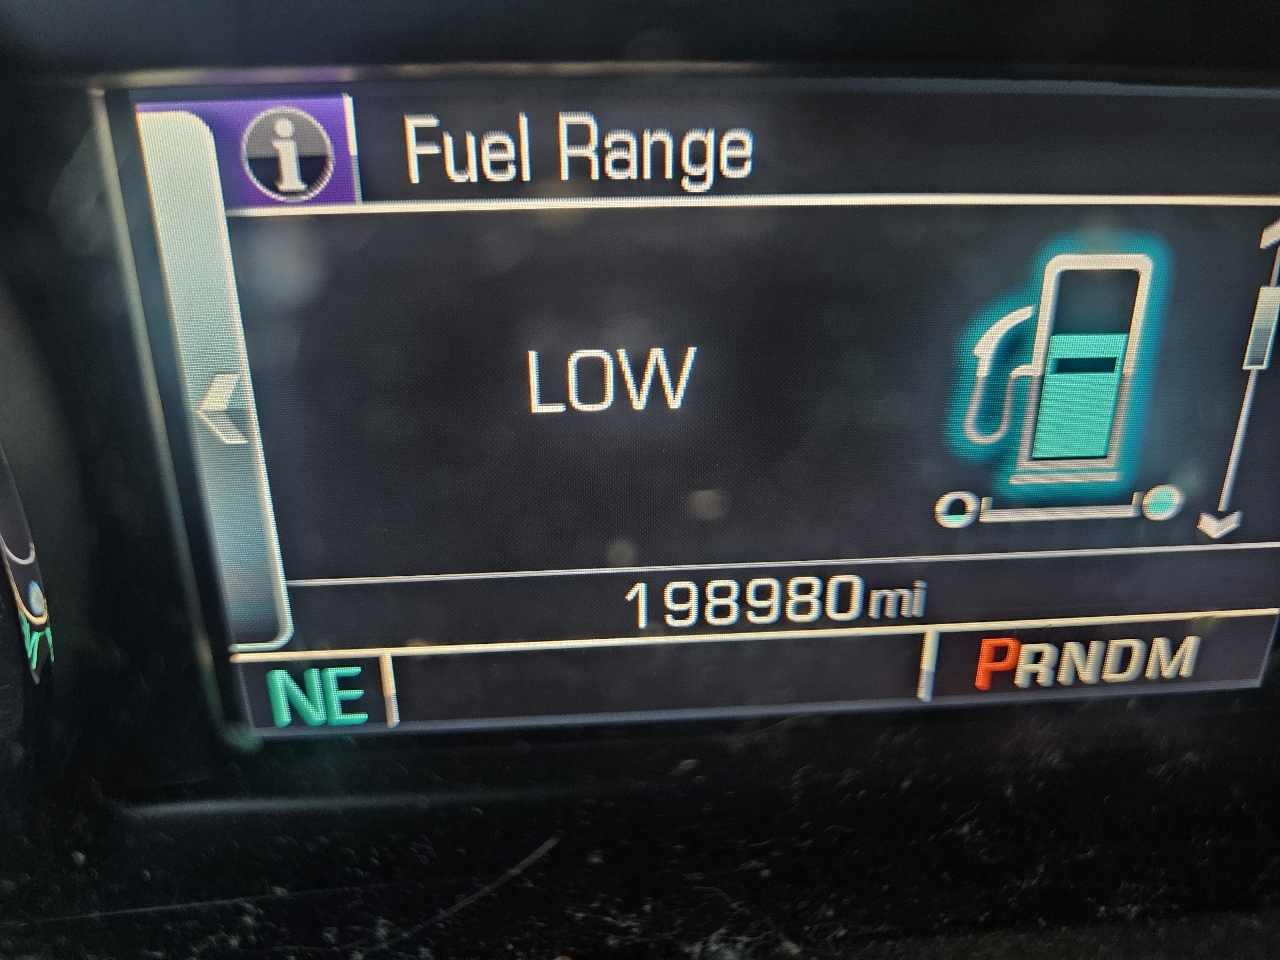 i Fuel Range
LOW
198980mi
NE PRNDM